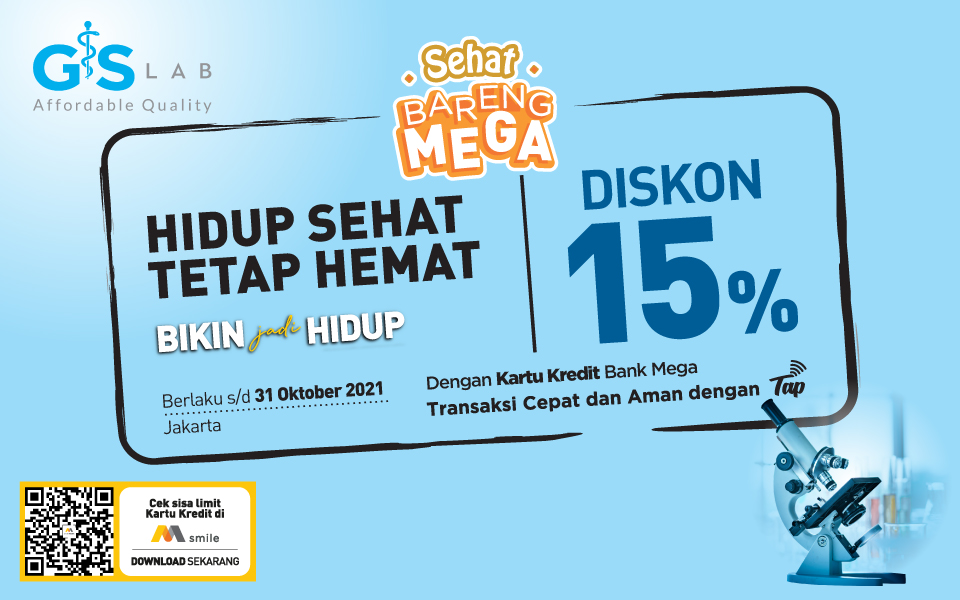 GiS LAB
Affordable Quality
Sehat
BARENG
MEGA
HIDUP SEHAT
TETAP HEMAT
BIKIN jadi HIDUP
Berlaku s/d 31 Oktober 2021
Jakarta
DISKON
15%
Dengan Kartu Kredit Bank Mega
Transaksi Cepat dan Aman dengan Tap
Cek sisa limit
Kartu Kredit di
M smile
DOWNLOAD SEKARANG